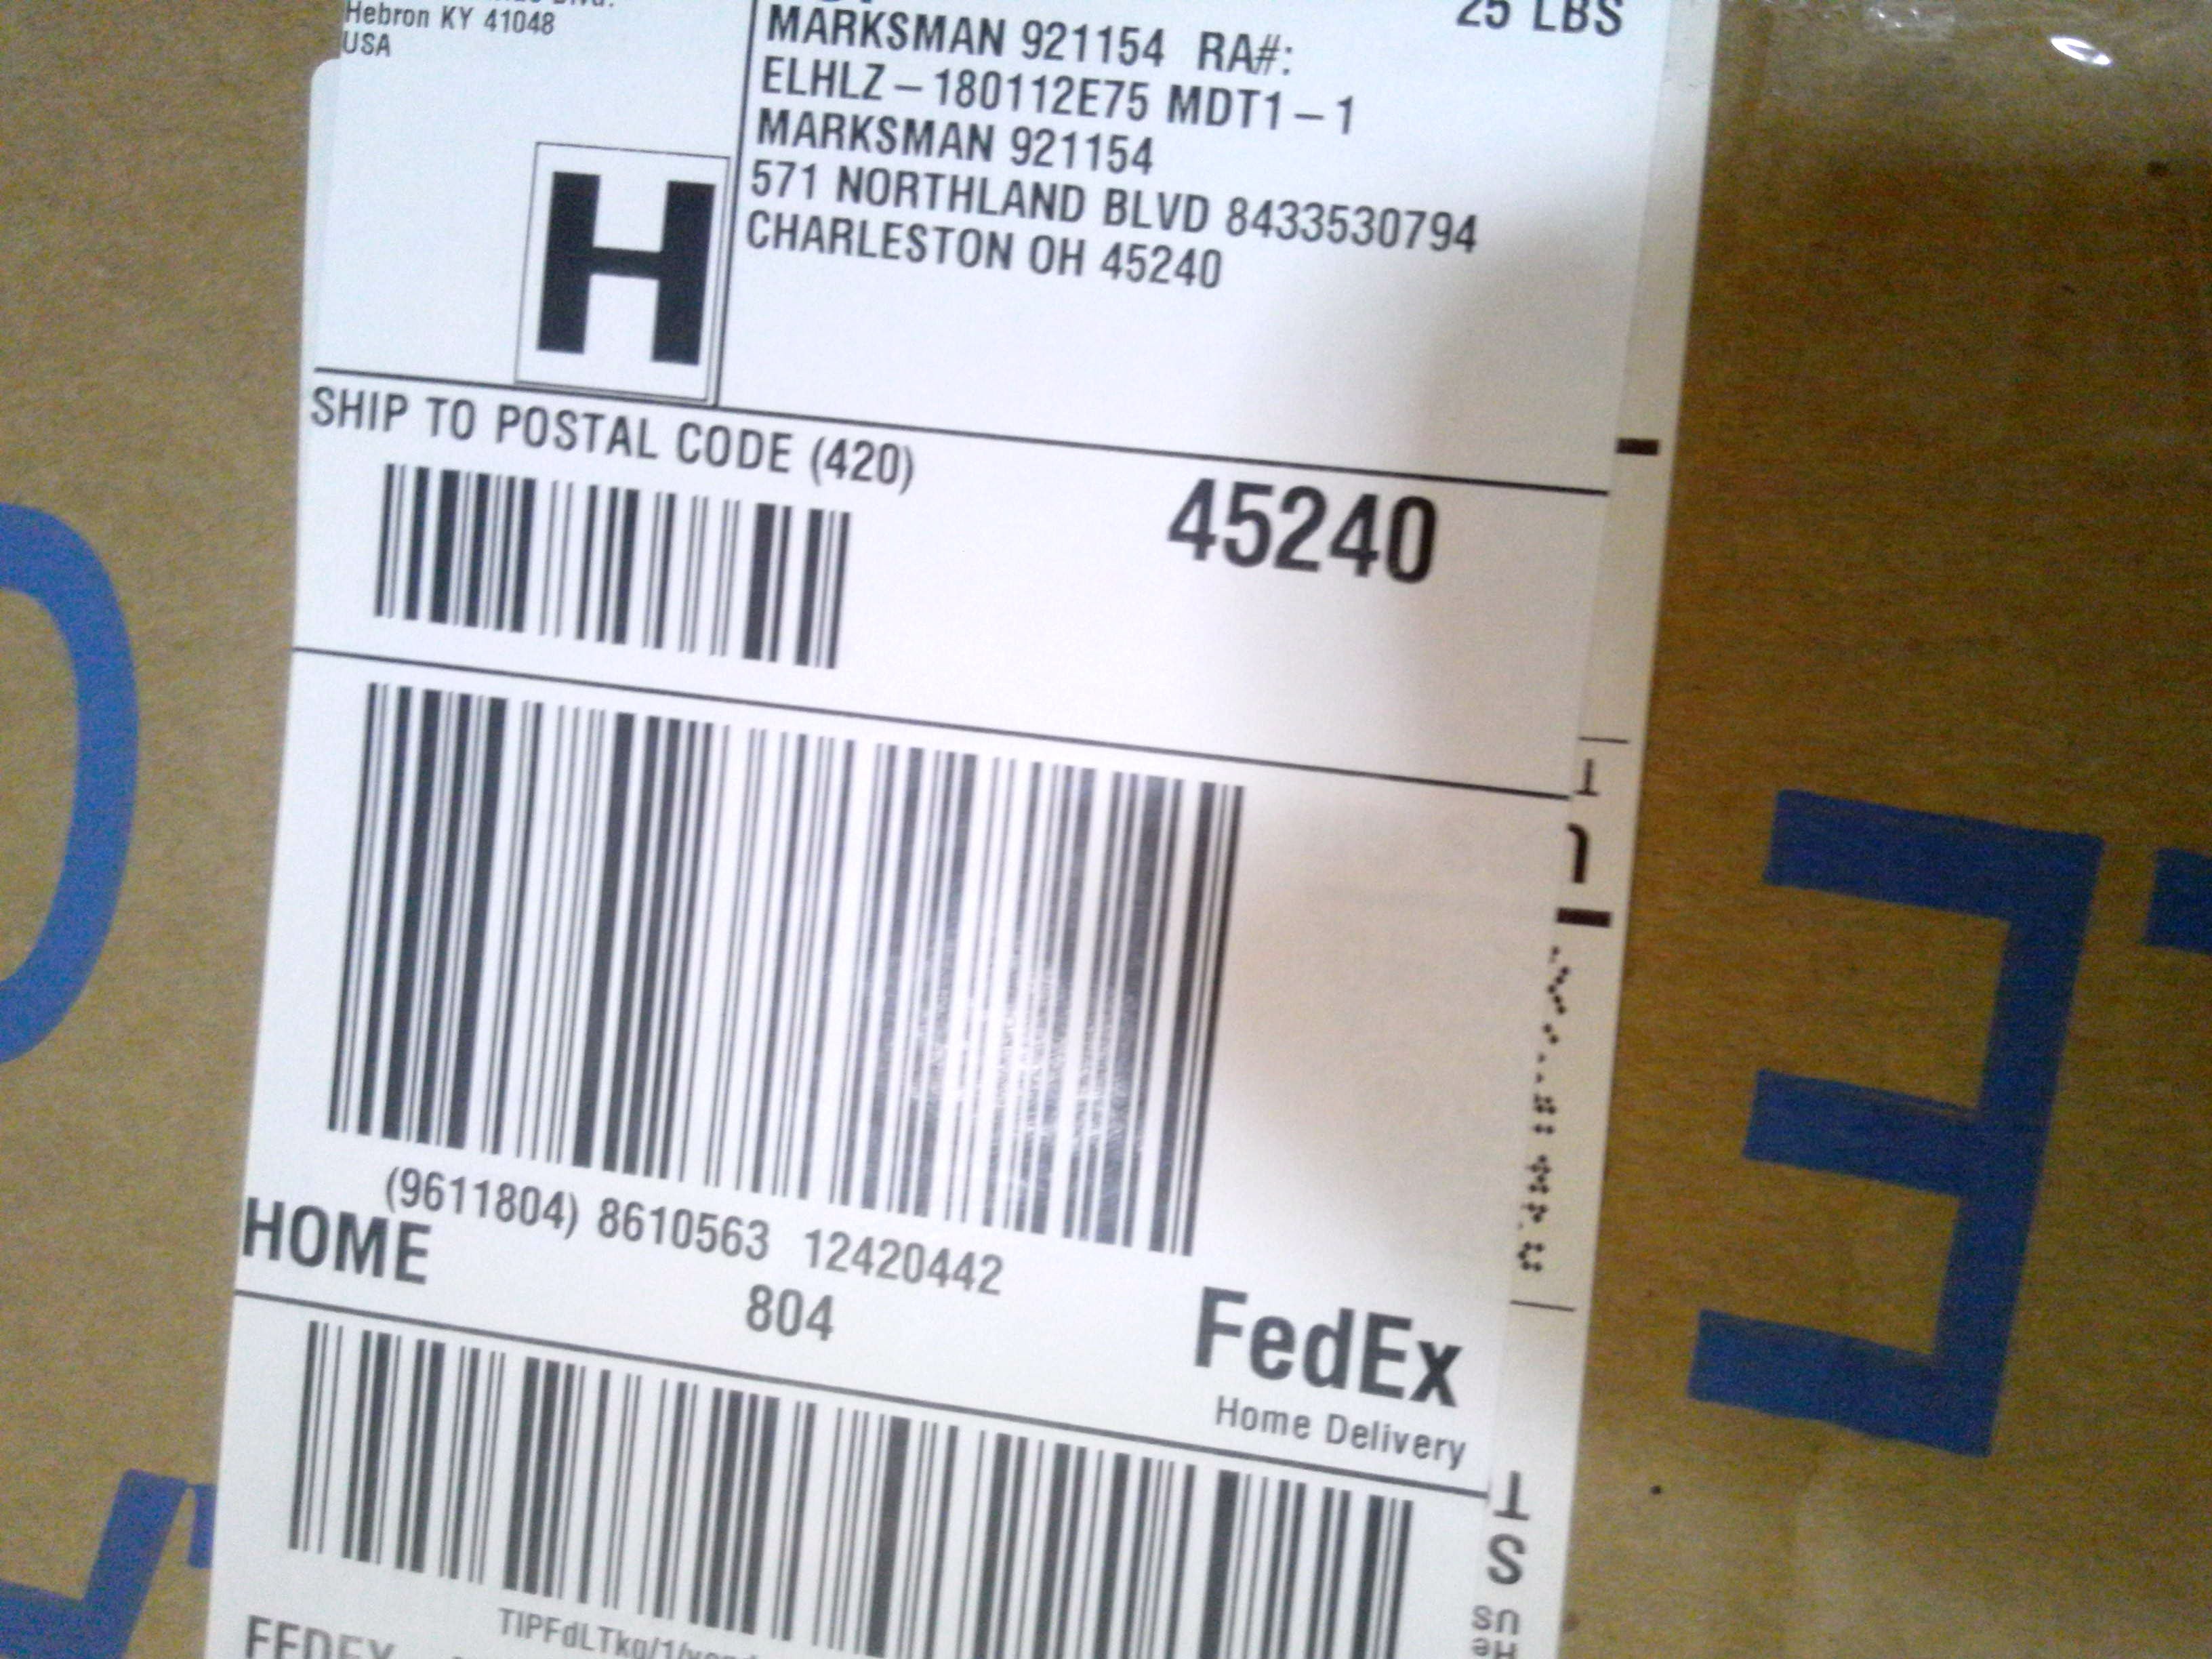 Hebron KY 41048
USA
25 LBS
MARKSMAN 921154 RA#:
ELHLZ-180112E75 MDT1-1
MARKSMAN 921154
571 NORTHLAND BLVD 8433530794
CHARLESTON OH 45240
H
SHIP TO POSTAL CODE (420)
45240
(9611804) 8610563 12420442
HOME
804
FedEx
Home Delivery
FEDEX